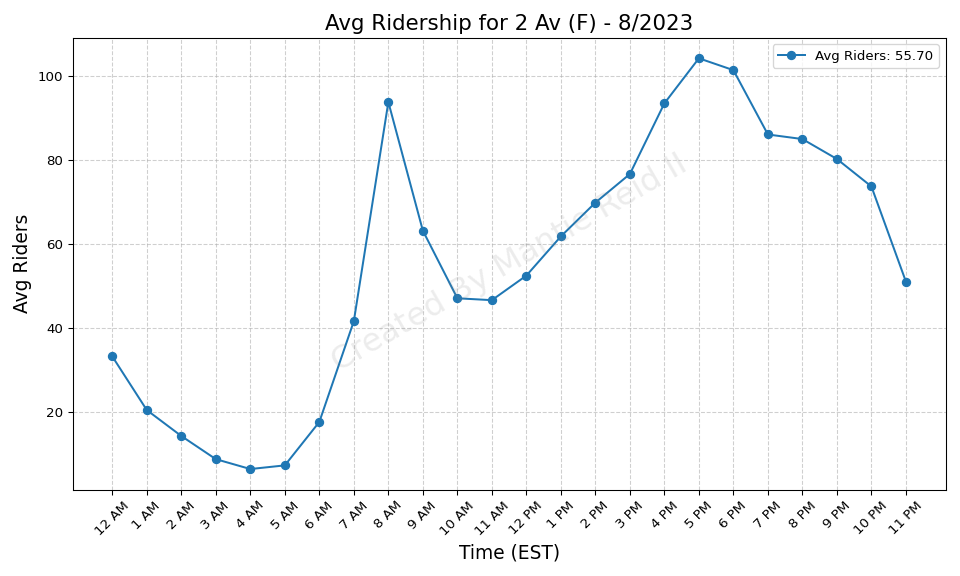 Avg Ridership for 2 Av (F) - 8/2023
Avg Riders: 55.70
Avg Riders
100
80
60
40
20
Created By Mantie Reid II
12 AM
1 AM
2 AM
3 AM
4 AM
5 AM
6 AM
7 AM
8 AM
9 AM
10 AM
11 AM
12 PM
1 PM
2 PM
3 PM
4 PM
5 PM
6 PM
7 PM
8 PM
9 PM
10 PM
11 PM
Time (EST)